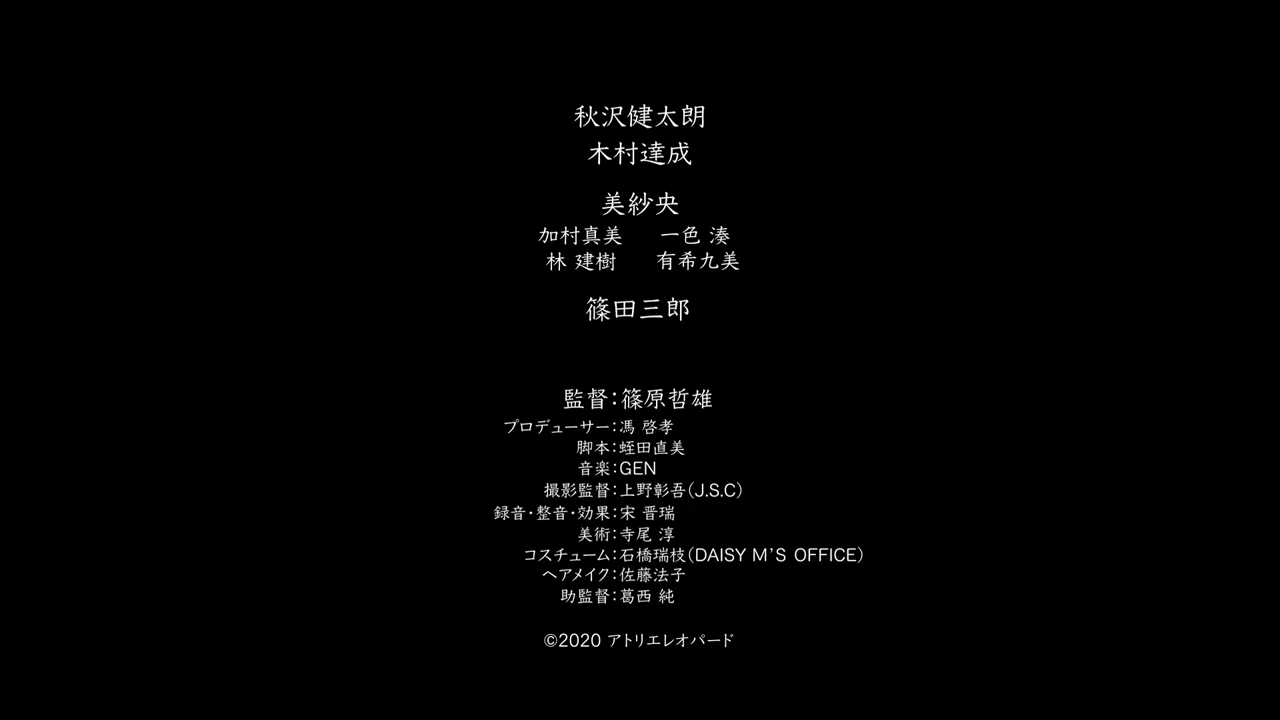 秋沢健太朗
木村達成
美紗央
加村真美 一色 湊
林 建樹 有希九美
篠田三郎
監督:篠原哲雄
プロデューサー:馮 啓孝
脚本:蛭田直美
音楽:GEN
撮影監督:上野彰吾(J.S.C)
録音・整音・効果:宋 晋瑞
美術:寺尾 淳
コスチューム:石橋瑞枝(DAISY M'S OFFICE)
ヘアメイク:佐藤法子
助監督:葛西 純
©2020 アトリエレオパード